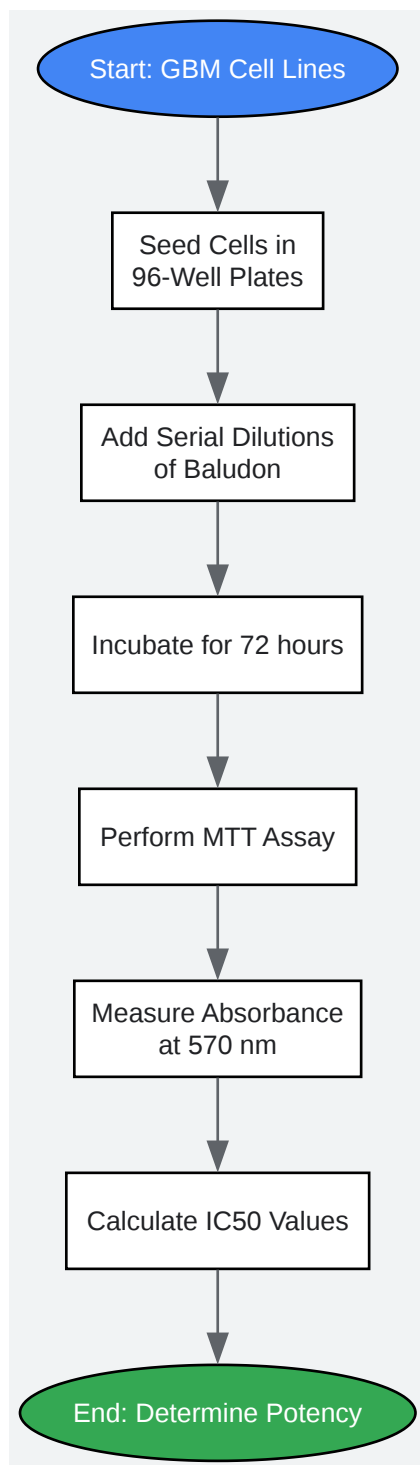 Start: GBM Cell Lines
Seed Cells in
96-Well Plates
Add Serial Dilutions
of Baludon
Incubate for 72 hours
Perform MTT Assay
Measure Absorbance
at 570 nm
Calculate IC50 Values
End: Determine Potency